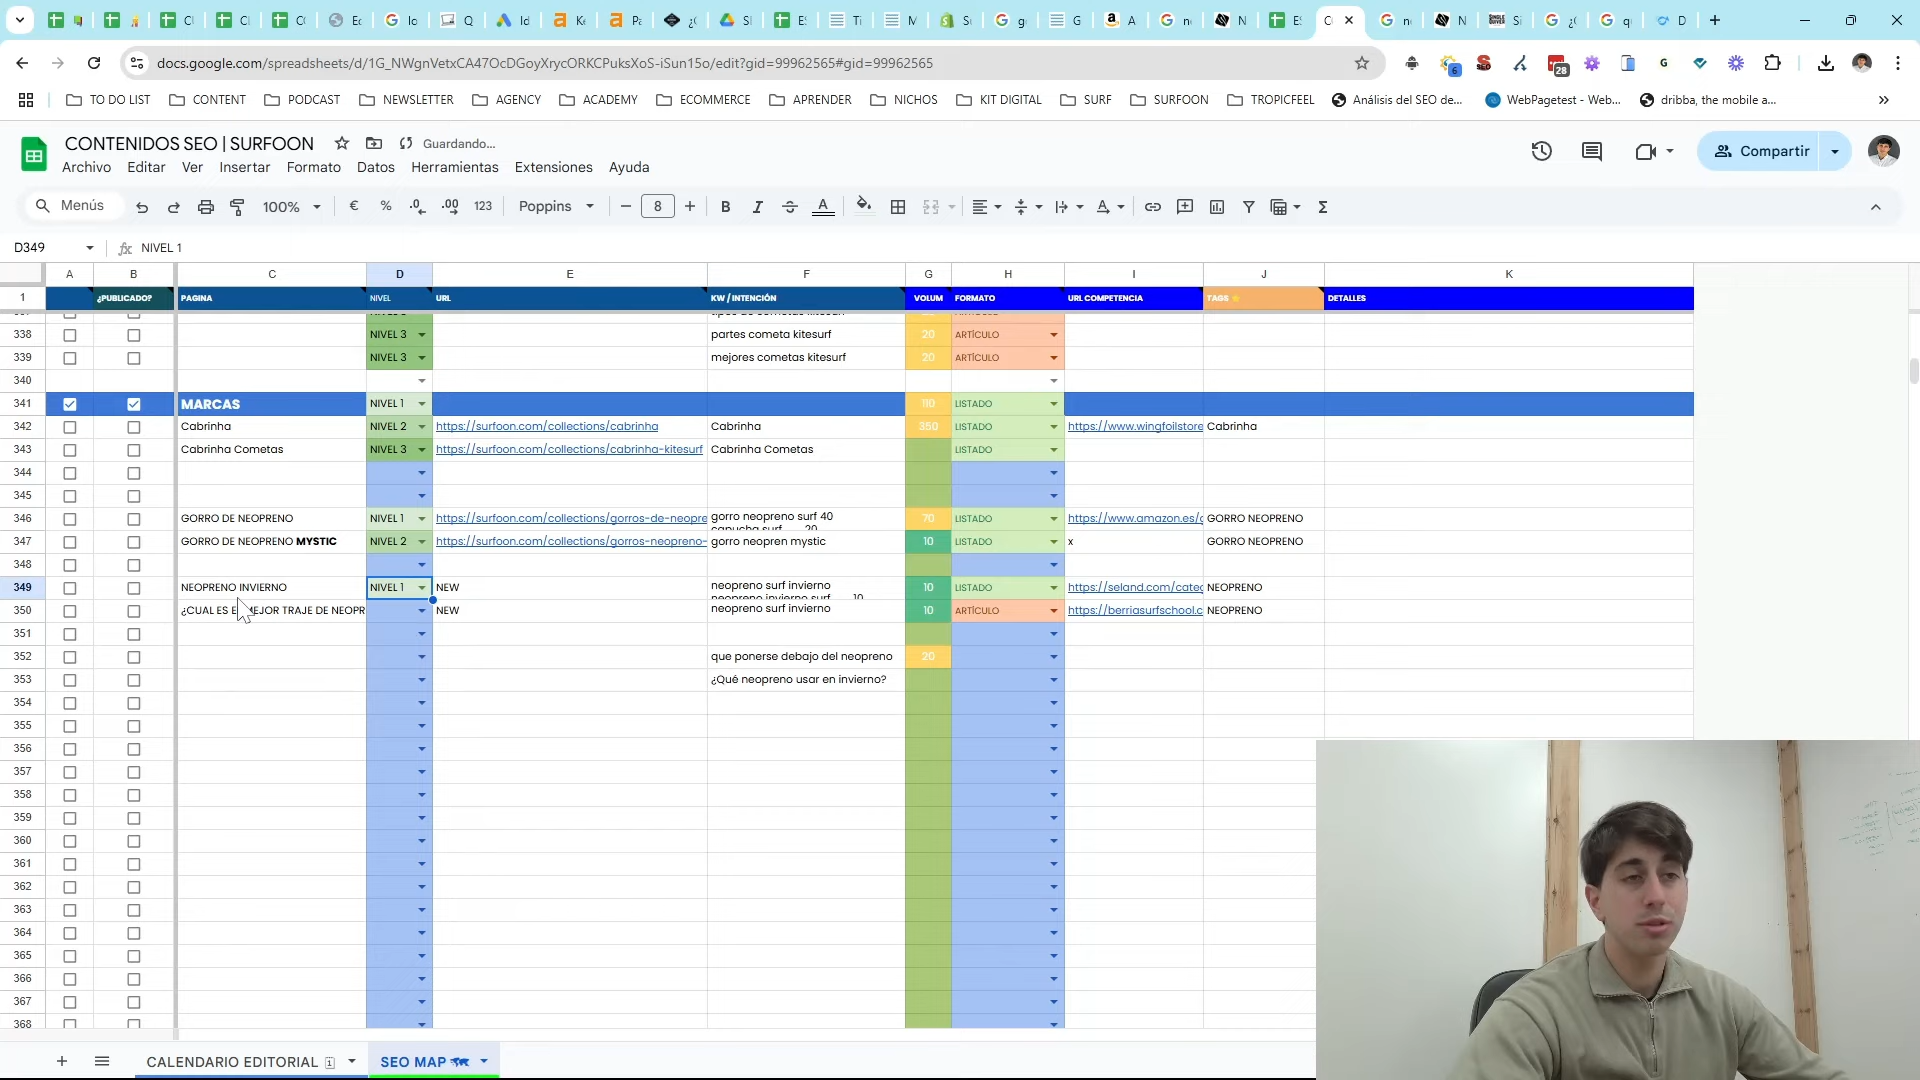 docs.google.com/spreadsheets/d/1G_NWgnVetxCA47OcDGoyXrycORKCPuksXoS-iSun15o/edit?gid=99962565#gid=99962565
TO DO LIST CONTENT PODCAST NEWSLETTER AGENCY ACADEMY ECOMMERCE APRENDER NICHOS KIT DIGITAL SURF SURFOON TROPICFEEL Análisis del SEO de... WebPagetest - Web... dribba, the mobile a...
CONTENIDOS SEO | SURFOON Guardando...
Archivo Editar Ver Insertar Formato Datos Herramientas Extensiones Ayuda
Compartir
Menús 100% € % .0 .00 123 Poppins 8
D349 NIVEL 1
A B C D E F G H I J K
1 ¿PUBLICADO? PAGINA NIVEL URL KW / INTENCIÓN VOLUM FORMATO URL COMPETENCIA TAGS DETALLES
338 NIVEL 3 partes cometa kitesurf 20 ARTÍCULO
339 NIVEL 3 mejores cometas kitesurf 20 ARTÍCULO
340
341 MARCAS NIVEL 1 110 LISTADO
342 Cabrinha NIVEL 2 https://surfoon.com/collections/cabrinha Cabrinha 350 LISTADO https://www.wingfoilstore Cabrinha
343 Cabrinha Cometas NIVEL 3 https://surfoon.com/collections/cabrinha-kitesurf Cabrinha Cometas LISTADO
344
345
346 GORRO DE NEOPRENO NIVEL 1 https://surfoon.com/collections/gorros-de-neopre gorro neopreno surf 40 70 LISTADO https://www.amazon.es/ GORRO NEOPRENO
capucha surf 20
347 GORRO DE NEOPRENO MYSTIC NIVEL 2 https://surfoon.com/collections/gorros-neopreno- gorro neopren mystic 10 LISTADO x GORRO NEOPRENO
348
349 NEOPRENO INVIERNO NIVEL 1 NEW neopreno surf invierno 10 LISTADO https://seland.com/cate NEOPRENO
neopreno invierno surf 10
350 ¿CUAL ES EL MEJOR TRAJE DE NEOPR NEW neopreno surf invierno 10 ARTÍCULO https://berriasurfschool.c NEOPRENO
351
352 que ponerse debajo del neopreno 20
353 ¿Qué neopreno usar en invierno?
354
355
356
357
358
359
360
361
362
363
364
365
366
367
368
CALENDARIO EDITORIAL SEO MAP